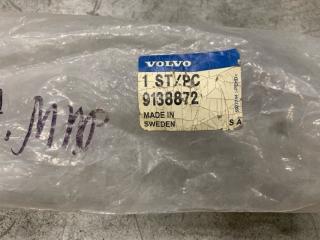 VOLVO
1 ST/PC
9138872
MADE IN
SWEDEN
S A